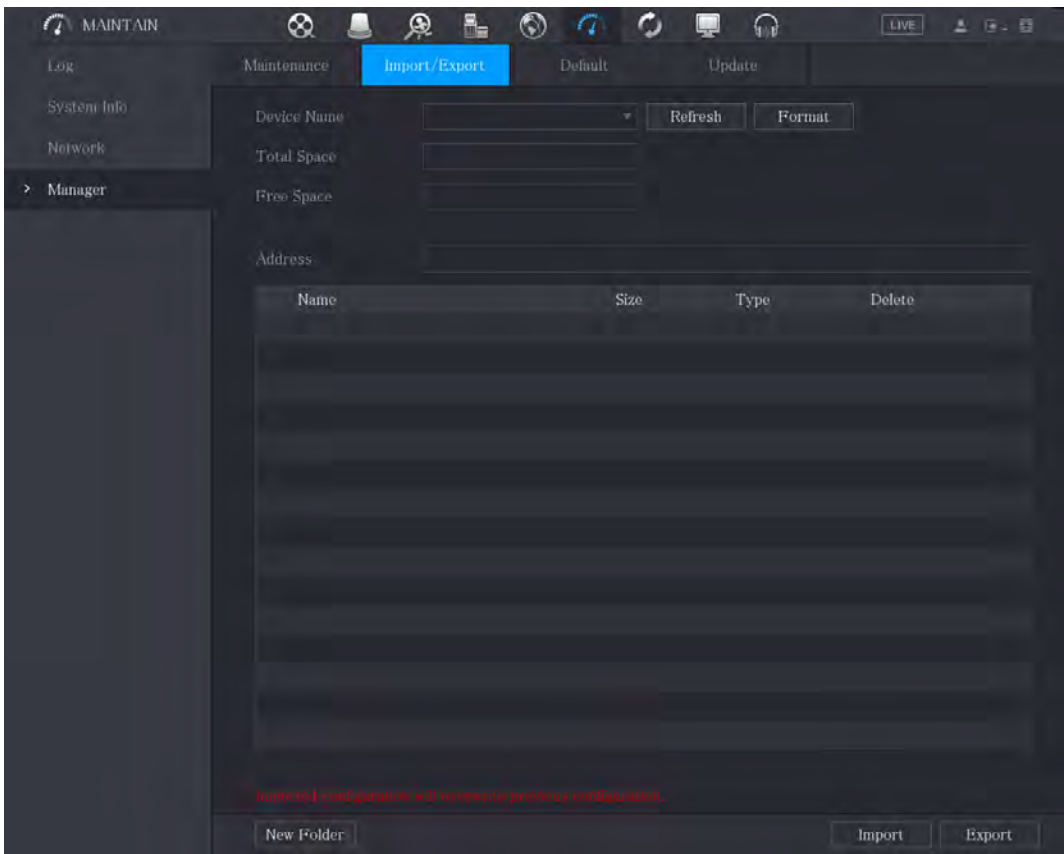 MAINTAIN LIVE
Log
System Info
Network
Manager
Maintenance Import/Export Default Update
Device Name Refresh Format
Total Space
Free Space
Address
Name Size Type Delete
Imported configuration will overwrite previous configuration.
New Folder Import Export